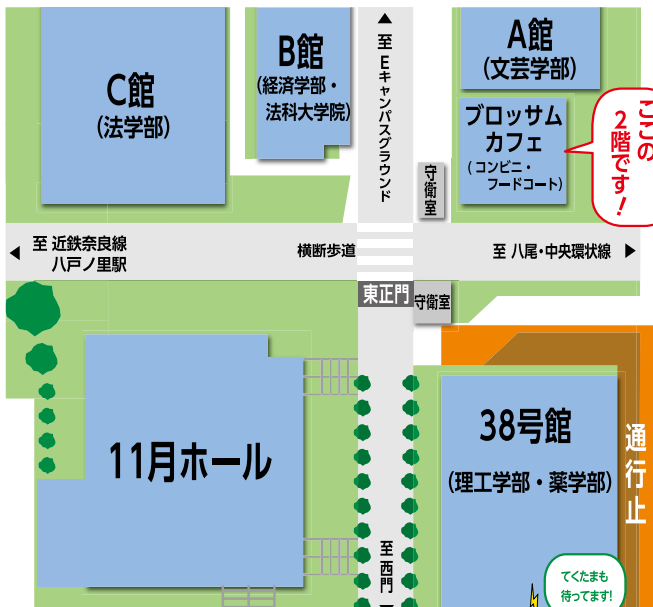 C館
(法学部)
B館
(経済学部・
法科大学院)
至Eキャンパスグラウンド
A館
(文芸学部)
ブロッサム
カフェ
(コンビニ・
フードコート)
ここの
2階です!
守衛室
至 近鉄奈良線
八戸ノ里駅
横断歩道
至 八尾・中央環状線
東正門
守衛室
11月ホール
38号館
(理工学部・薬学部)
通行止
至西門
てくたまも
待ってます!